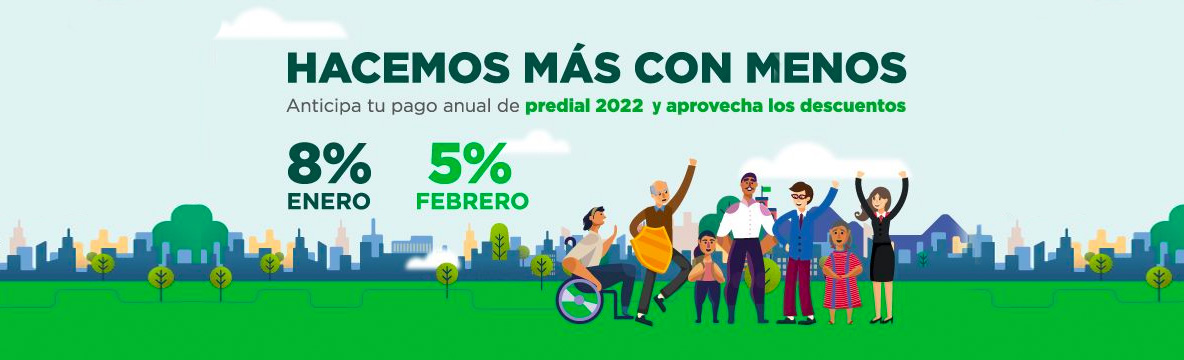 HACEMOS MÁS CON MENOS
Anticipa tu pago anual de predial 2022 y aprovecha los descuentos
8% 5%
ENERO FEBRERO